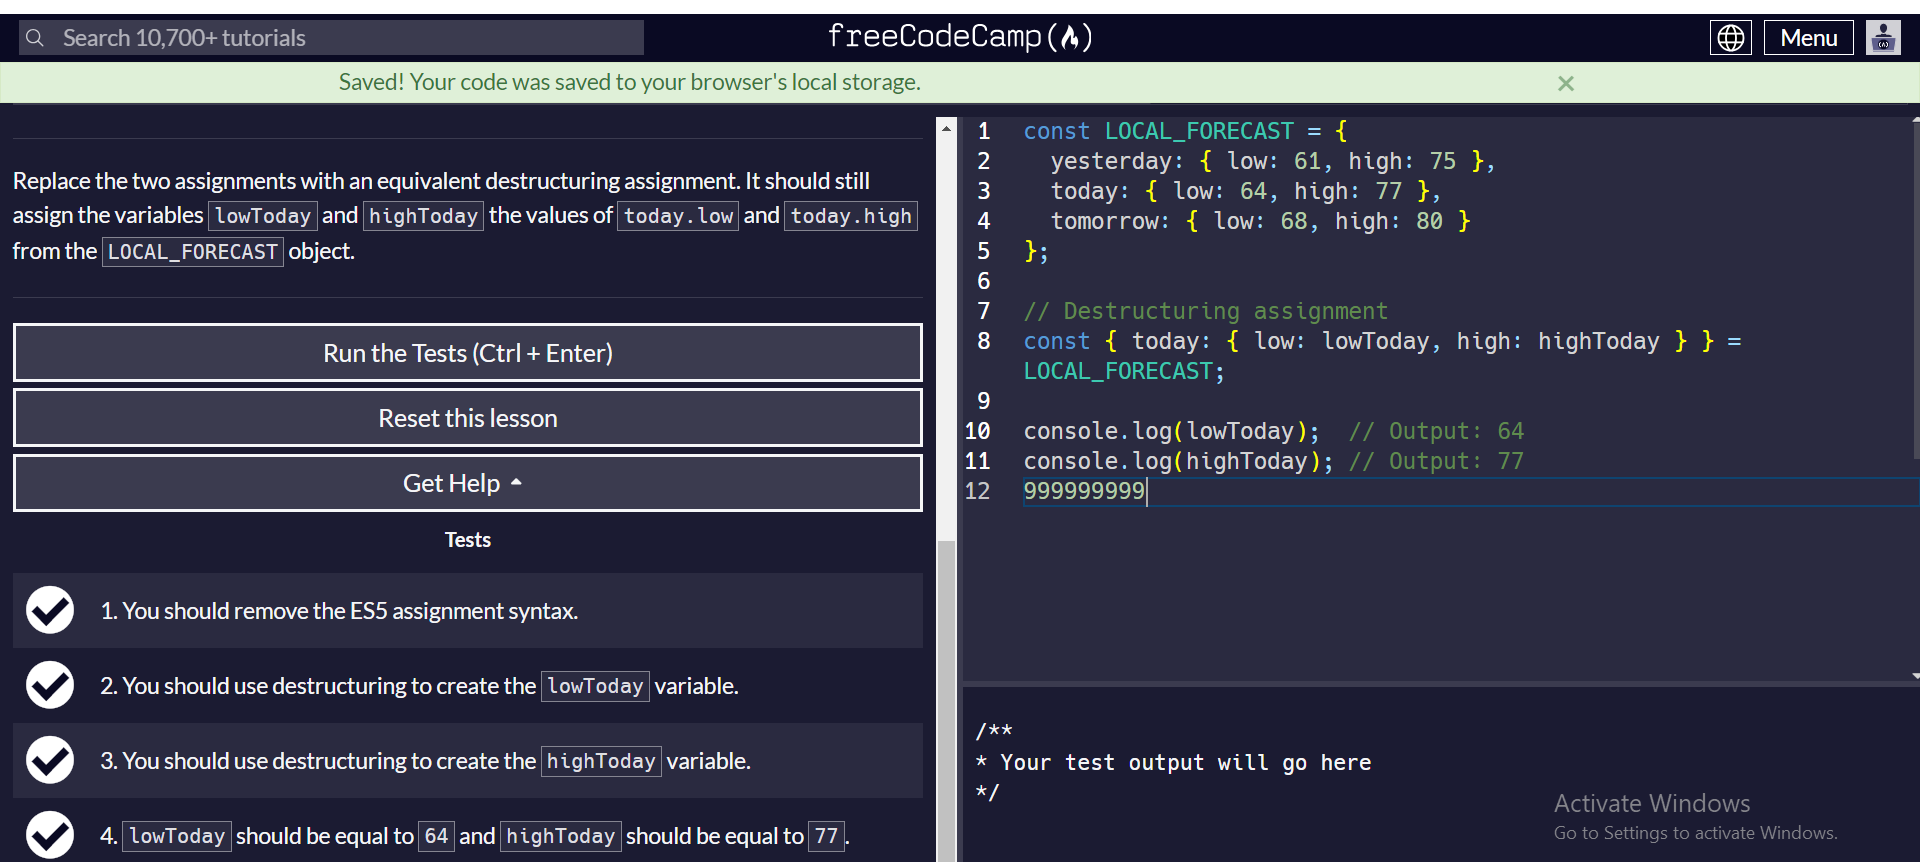 Search 10,700+ tutorials
freeCodeCamp
Menu
Saved! Your code was saved to your browser's local storage.
Replace the two assignments with an equivalent destructuring assignment. It should still
assign the variables lowToday and highToday the values of today.low and today.high
from the LOCAL_FORECAST object.
Run the Tests (Ctrl + Enter)
Reset this lesson
Get Help
Tests
1. You should remove the ES5 assignment syntax.
2. You should use destructuring to create the lowToday variable.
3. You should use destructuring to create the highToday variable.
4. lowToday should be equal to 64 and highToday should be equal to 77.
1 const LOCAL_FORECAST = {
2 yesterday: { low: 61, high: 75 },
3 today: { low: 64, high: 77 },
4 tomorrow: { low: 68, high: 80 }
5 };
6
7 // Destructuring assignment
8 const { today: { low: lowToday, high: highToday } } =
LOCAL_FORECAST;
9
10 console.log(lowToday);  // Output: 64
11 console.log(highToday); // Output: 77
12 999999999
/**
* Your test output will go here
*/
Activate Windows
Go to Settings to activate Windows.